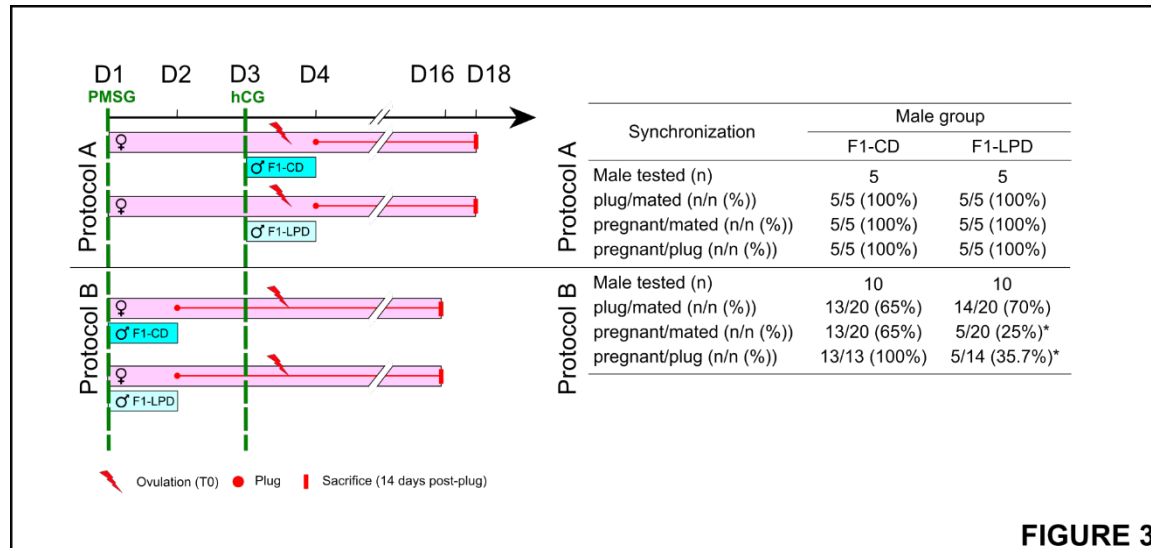 D1 D2 D3 D4 D16 D18
PMSG hCG
Protocol A
♀
♂ F1-CD
♀
♂ F1-LPD
Protocol B
♀
♂ F1-CD
♀
♂ F1-LPD
Ovulation (T0) Plug Sacrifice (14 days post-plug)
Synchronization Male group
F1-CD F1-LPD
Protocol A
Male tested (n) 5 5
plug/mated (n/n (%)) 5/5 (100%) 5/5 (100%)
pregnant/mated (n/n (%)) 5/5 (100%) 5/5 (100%)
pregnant/plug (n/n (%)) 5/5 (100%) 5/5 (100%)
Protocol B
Male tested (n) 10 10
plug/mated (n/n (%)) 13/20 (65%) 14/20 (70%)
pregnant/mated (n/n (%)) 13/20 (65%) 5/20 (25%)*
pregnant/plug (n/n (%)) 13/13 (100%) 5/14 (35.7%)*
FIGURE 3